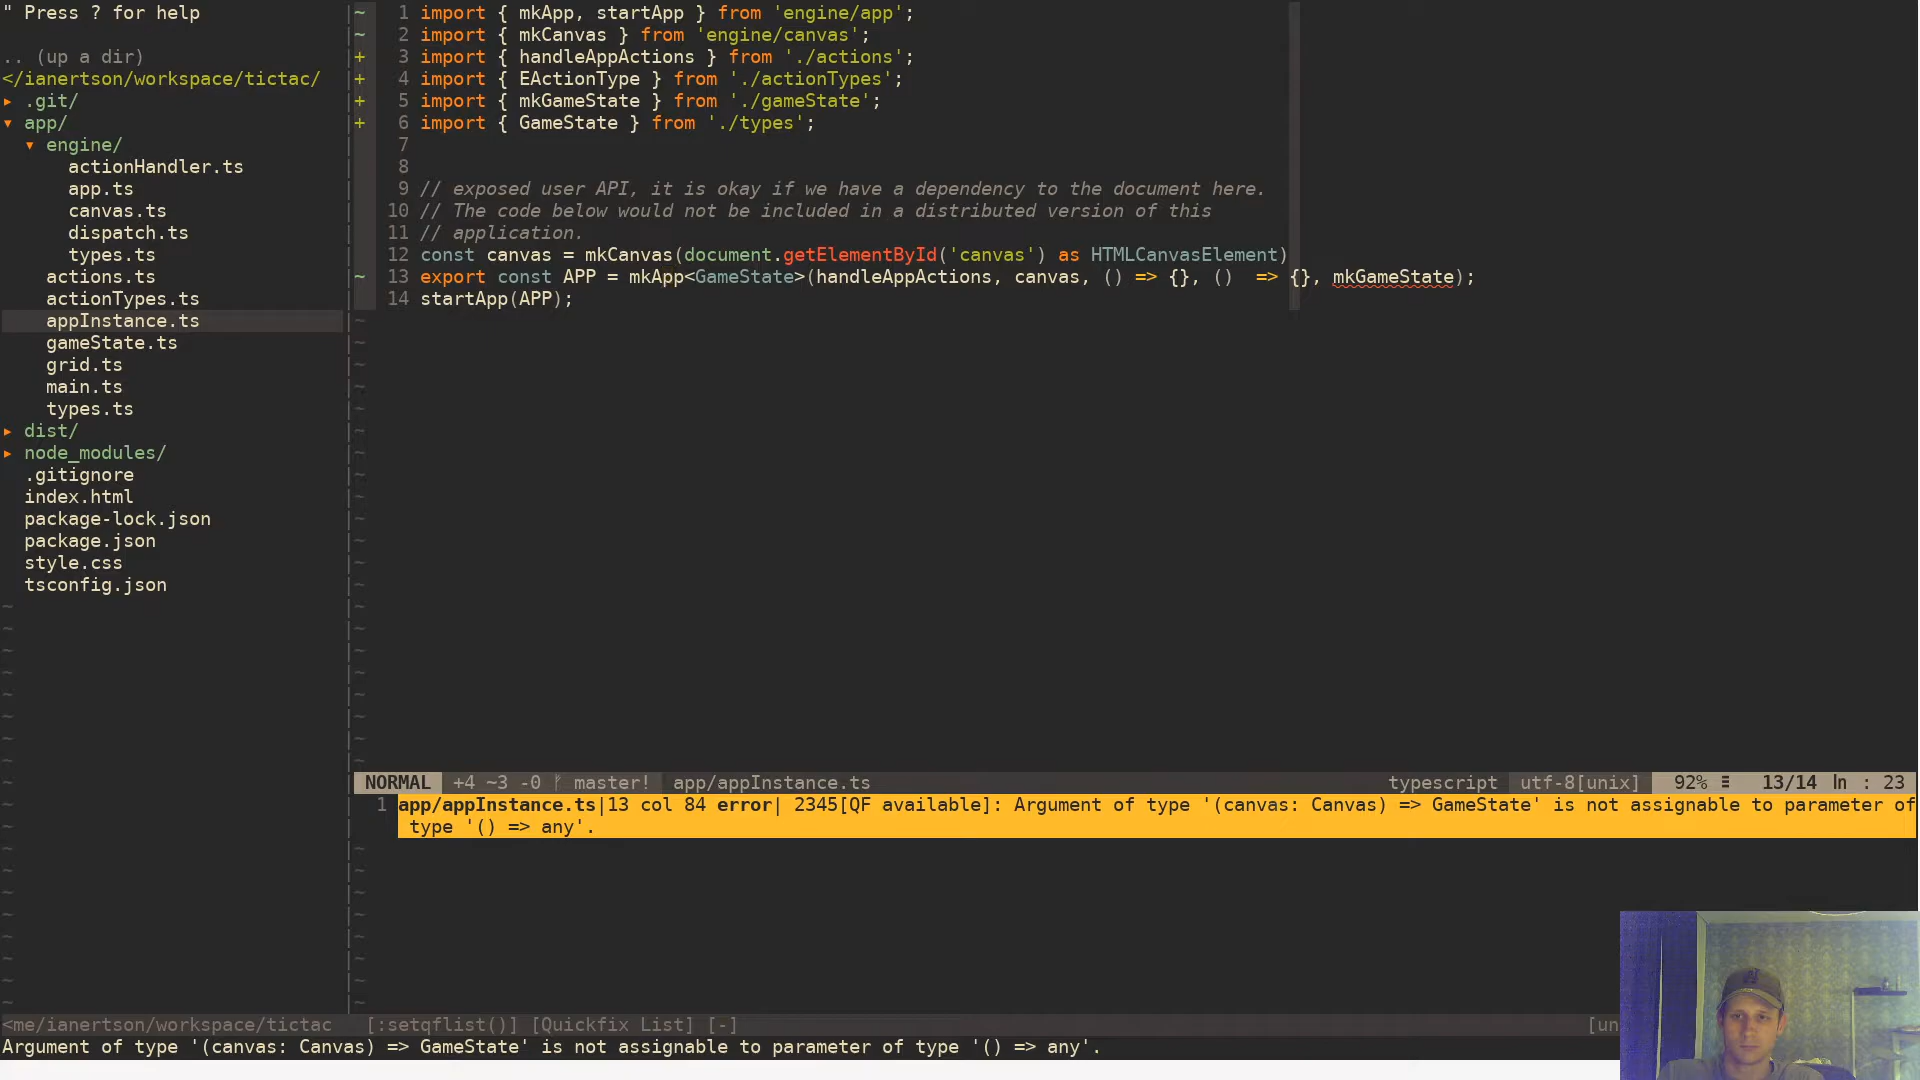 " Press ? for help
.. (up a dir)
</ianertson/workspace/tictac/
▸ .git/
▾ app/
▾ engine/
actionHandler.ts
app.ts
canvas.ts
dispatch.ts
types.ts
actions.ts
actionTypes.ts
appInstance.ts
gameState.ts
grid.ts
main.ts
types.ts
▸ dist/
▸ node_modules/
.gitignore
index.html
package-lock.json
package.json
style.css
tsconfig.json
~ 1 import { mkApp, startApp } from 'engine/app';
~ 2 import { mkCanvas } from 'engine/canvas';
+ 3 import { handleAppActions } from './actions';
+ 4 import { EActionType } from './actionTypes';
+ 5 import { mkGameState } from './gameState';
+ 6 import { GameState } from './types';
7
8
9 // exposed user API, it is okay if we have a dependency to the document here.
10 // The code below would not be included in a distributed version of this
11 // application.
12 const canvas = mkCanvas(document.getElementById('canvas') as HTMLCanvasElement)
~ 13 export const APP = mkApp<GameState>(handleAppActions, canvas, () => {}, ()  => {}, mkGameState);
14 startApp(APP);
NORMAL +4 ~3 -0 master! app/appInstance.ts typescript utf-8[unix] 92% ≡ 13/14 ln : 23
1 app/appInstance.ts|13 col 84 error| 2345[QF available]: Argument of type '(canvas: Canvas) => GameState' is not assignable to parameter of
type '() => any'.
<me/ianertson/workspace/tictac [:setqflist()] [Quickfix List] [-] [un
Argument of type '(canvas: Canvas) => GameState' is not assignable to parameter of type '() => any'.